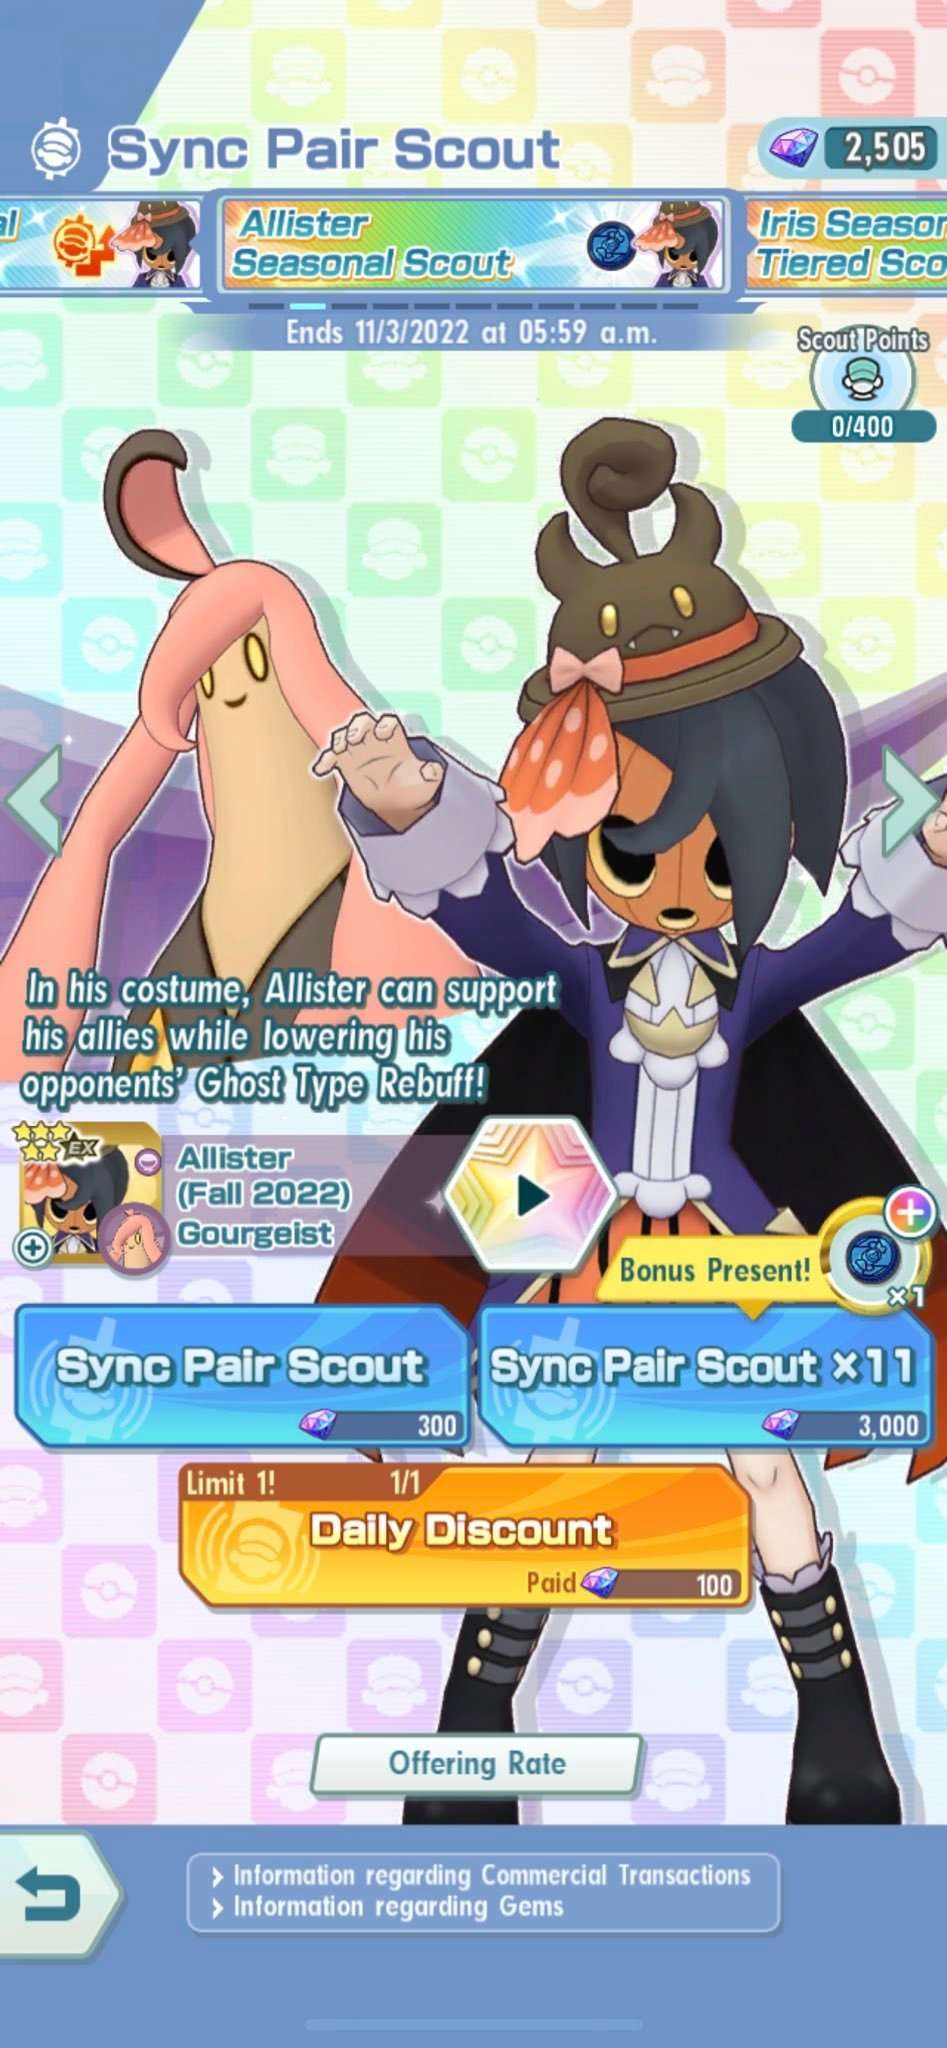 Sync Pair Scout
2,505
al
Allister
Seasonal Scout
Iris Season
Tiered Sco
Ends 11/3/2022 at 05:59 a.m.
Scout Points
0/400
In his costume, Allister can support
his allies while lowering his
opponents' Ghost Type Rebuff!
EX
Allister
(Fall 2022)
Gourgeist
Bonus Present!
×1
Sync Pair Scout
300
Sync Pair Scout ×11
3,000
Limit 1! 1/1
Daily Discount
Paid 100
Offering Rate
Information regarding Commercial Transactions
Information regarding Gems